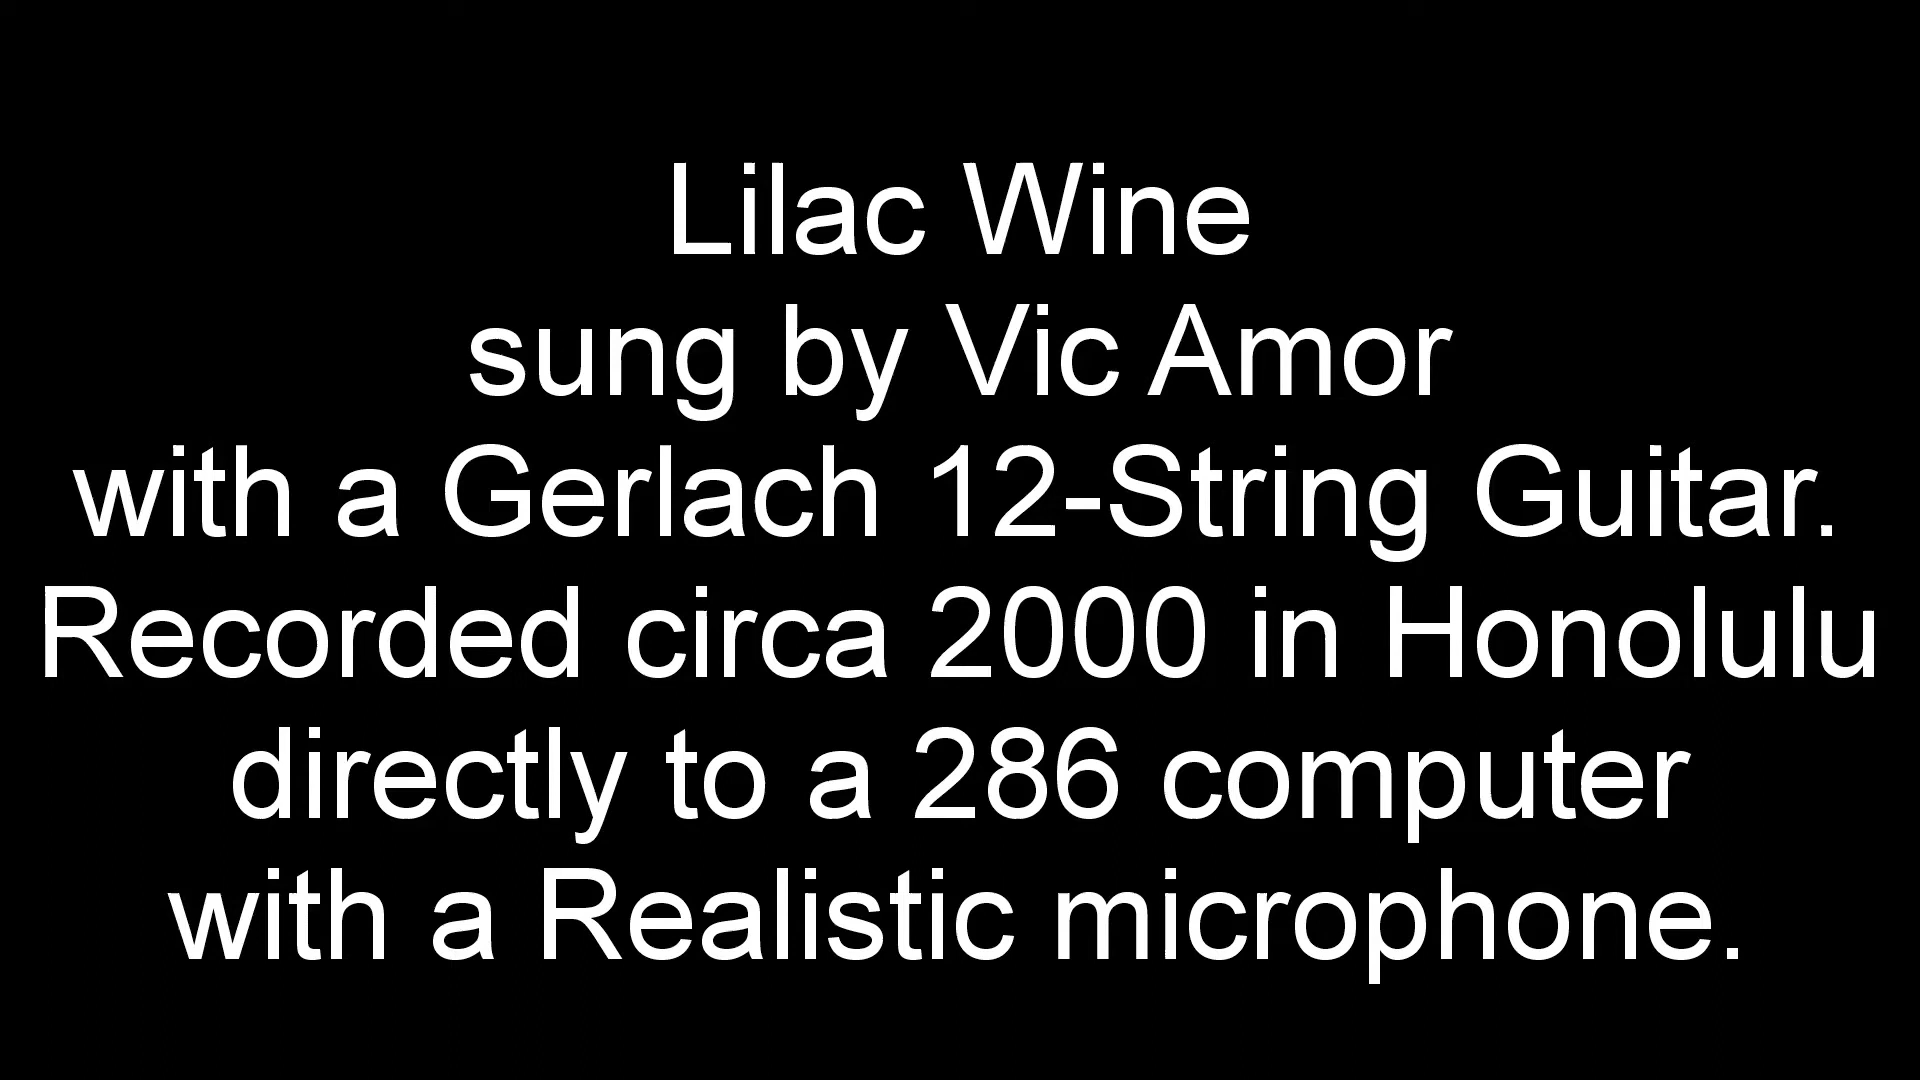 Lilac Wine
sung by Vic Amor
with a Gerlach 12-String Guitar.
Recorded circa 2000 in Honolulu
directly to a 286 computer
with a Realistic microphone.